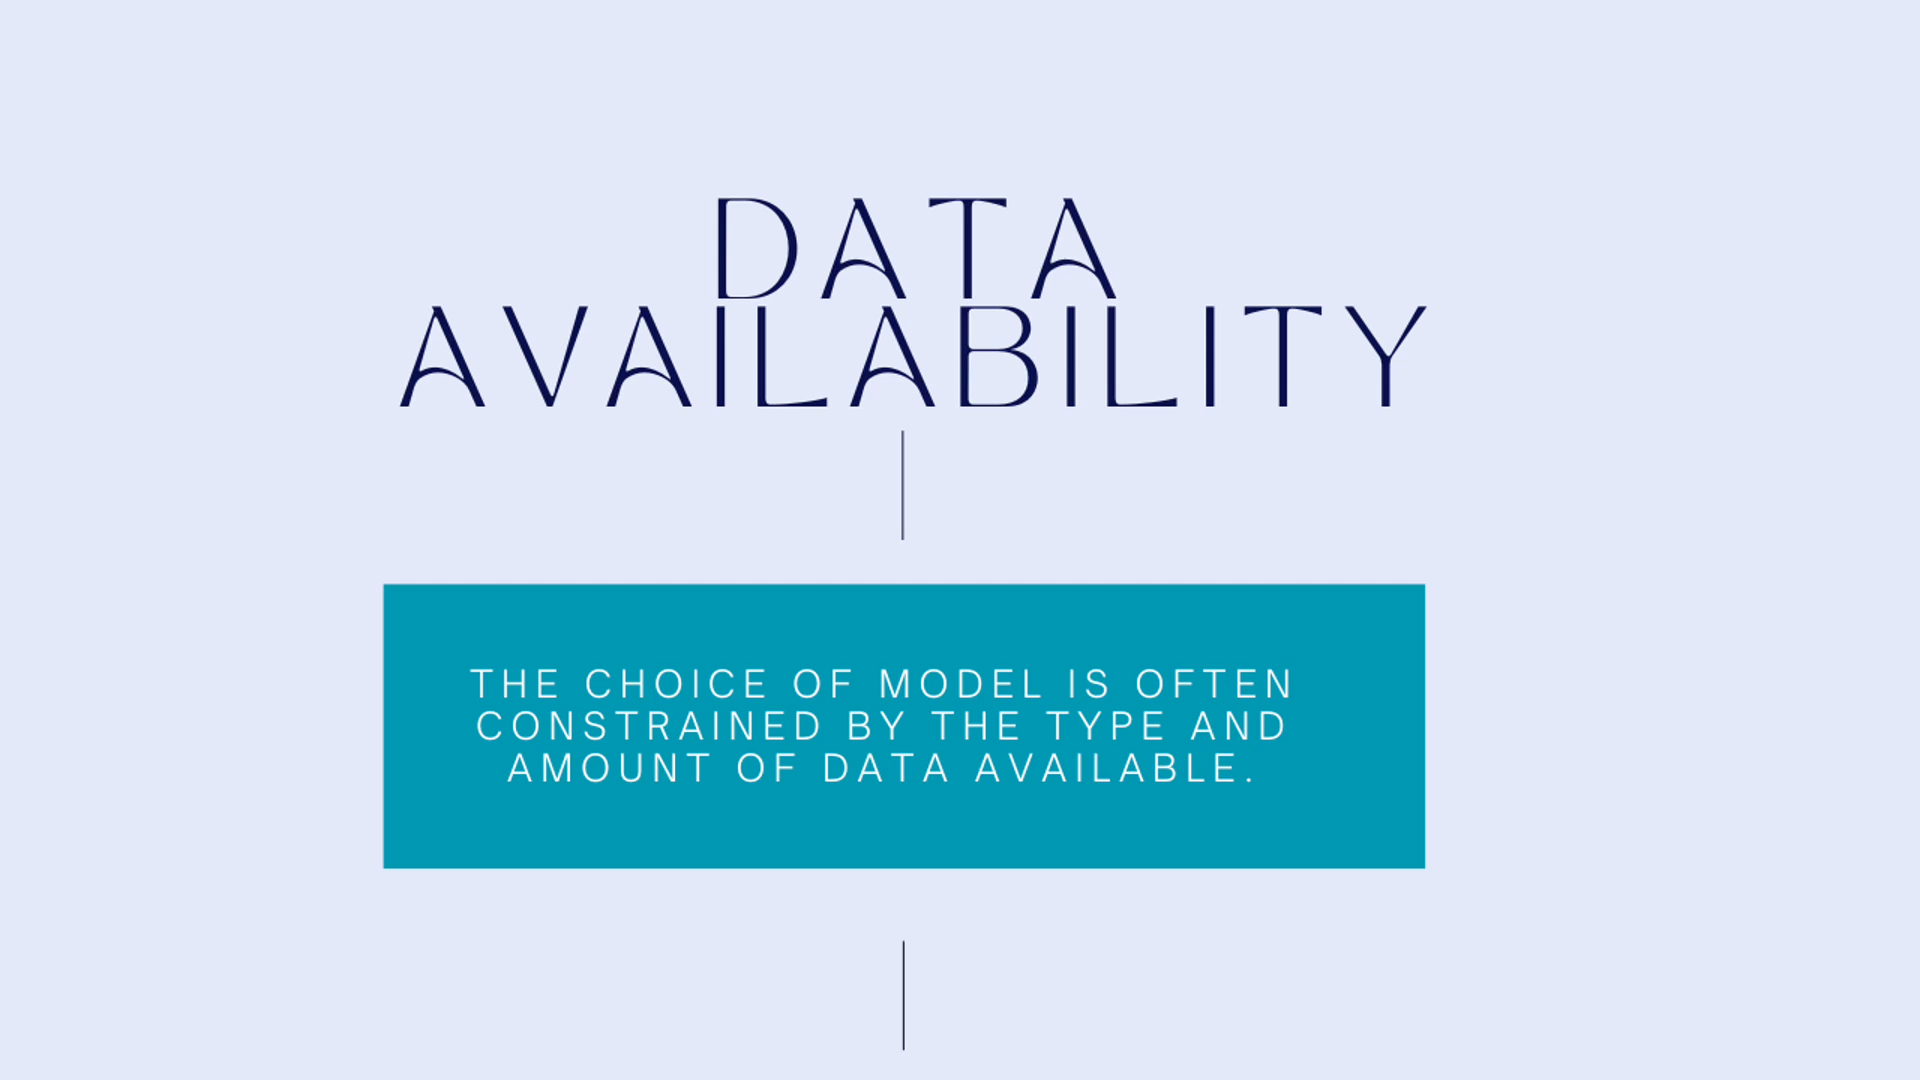 DATA
AVAILABILITY
THE CHOICE OF MODEL IS OFTEN
CONSTRAINED BY THE TYPE AND
AMOUNT OF DATA AVAILABLE.